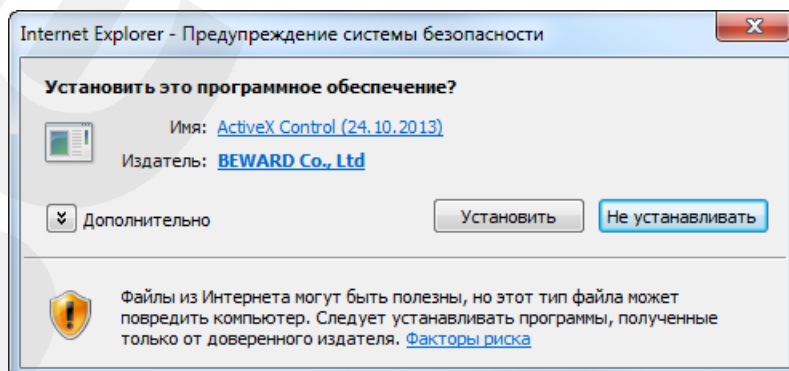 Internet Explorer - Предупреждение системы безопасности
Установить это программное обеспечение?
Имя: ActiveX Control (24.10.2013)
Издатель: BEWARD Co., Ltd
Дополнительно
Установить
Не устанавливать
Файлы из Интернета могут быть полезны, но этот тип файла может
повредить компьютер. Следует устанавливать программы, полученные
только от доверенного издателя. Факторы риска